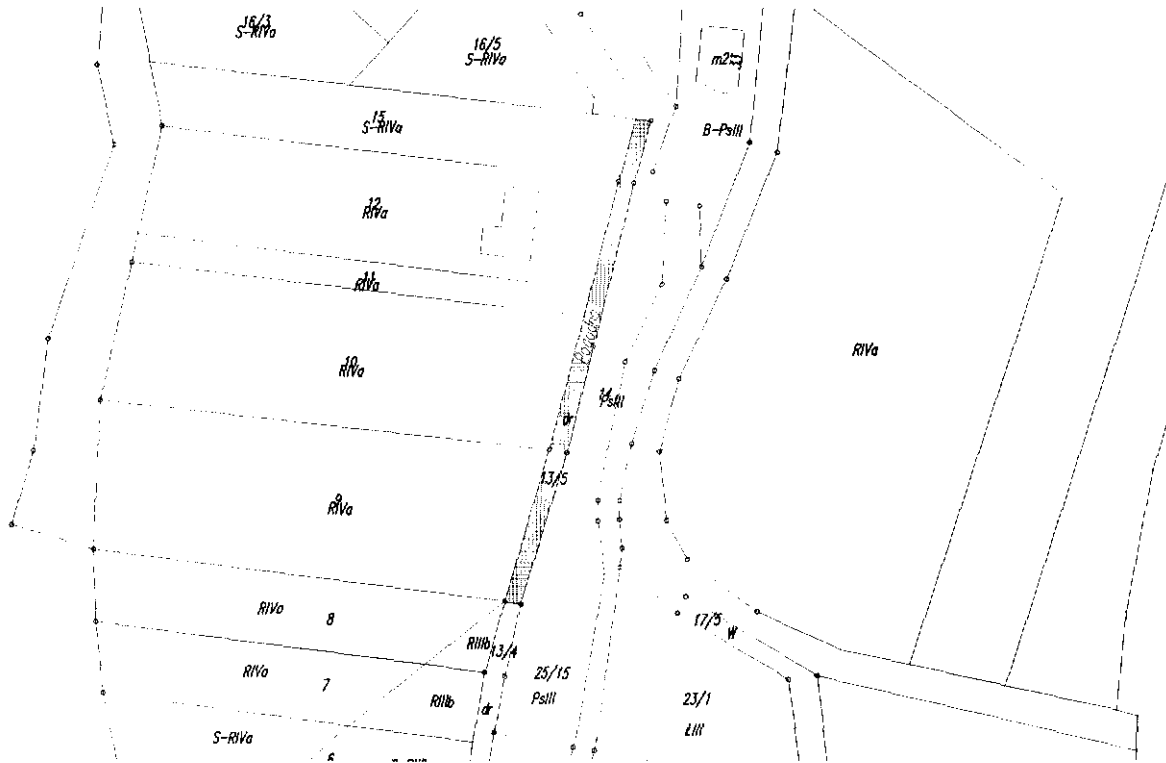 16/3
S-RIVa
16/5
S-RIVa
m2
B-PsIII
15
S-RIVa
12
RIVa
11
RIVa
10
RIVa
RIVa
14
PsIII
dr
13/5
9
RIVa
RIVa
8
RIIIb
13/4
17/5
W
RIVa
7
RIIIb
dr
25/15
PsIII
23/1
ŁIII
S-RIVa
6